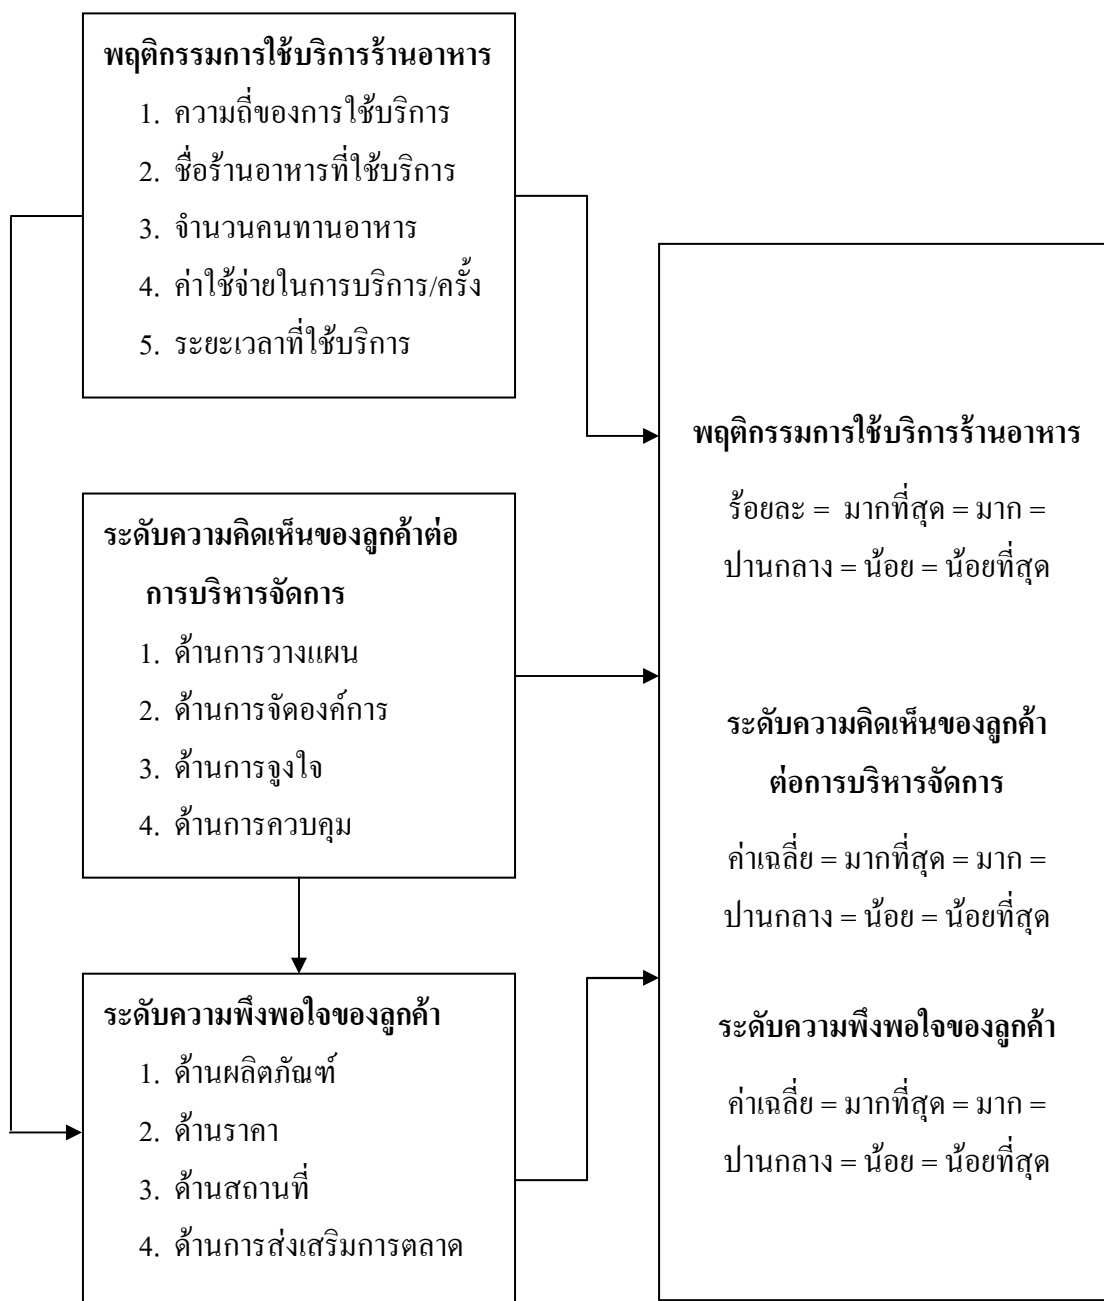 พฤติกรรมการใช้บริการร้านอาหาร
1. ความถี่ของการใช้บริการ
2. ชื่อร้านอาหารที่ใช้บริการ
3. จำนวนคนทานอาหาร
4. ค่าใช้จ่ายในการบริการ/ครั้ง
5. ระยะเวลาที่ใช้บริการ
ระดับความคิดเห็นของลูกค้าต่อ
การบริหารจัดการ
1. ด้านการวางแผน
2. ด้านการจัดองค์การ
3. ด้านการจูงใจ
4. ด้านการควบคุม
ระดับความพึงพอใจของลูกค้า
1. ด้านผลิตภัณฑ์
2. ด้านราคา
3. ด้านสถานที่
4. ด้านการส่งเสริมการตลาด
พฤติกรรมการใช้บริการร้านอาหาร
ร้อยละ = มากที่สุด = มาก =
ปานกลาง = น้อย = น้อยที่สุด
ระดับความคิดเห็นของลูกค้า
ต่อการบริหารจัดการ
ค่าเฉลี่ย = มากที่สุด = มาก =
ปานกลาง = น้อย = น้อยที่สุด
ระดับความพึงพอใจของลูกค้า
ค่าเฉลี่ย = มากที่สุด = มาก =
ปานกลาง = น้อย = น้อยที่สุด